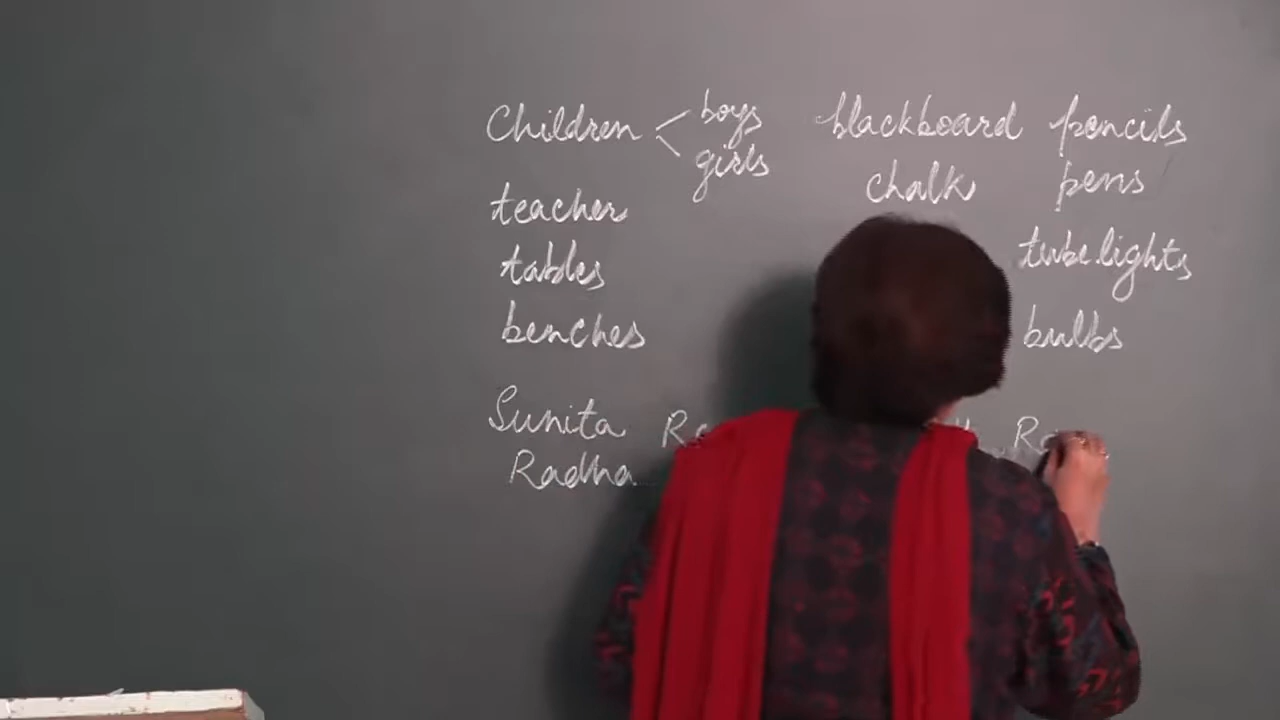 Children < boys blackboard pencils
girls
teacher chalk pens
tables tube lights
benches bulbs
Sunita
Radha